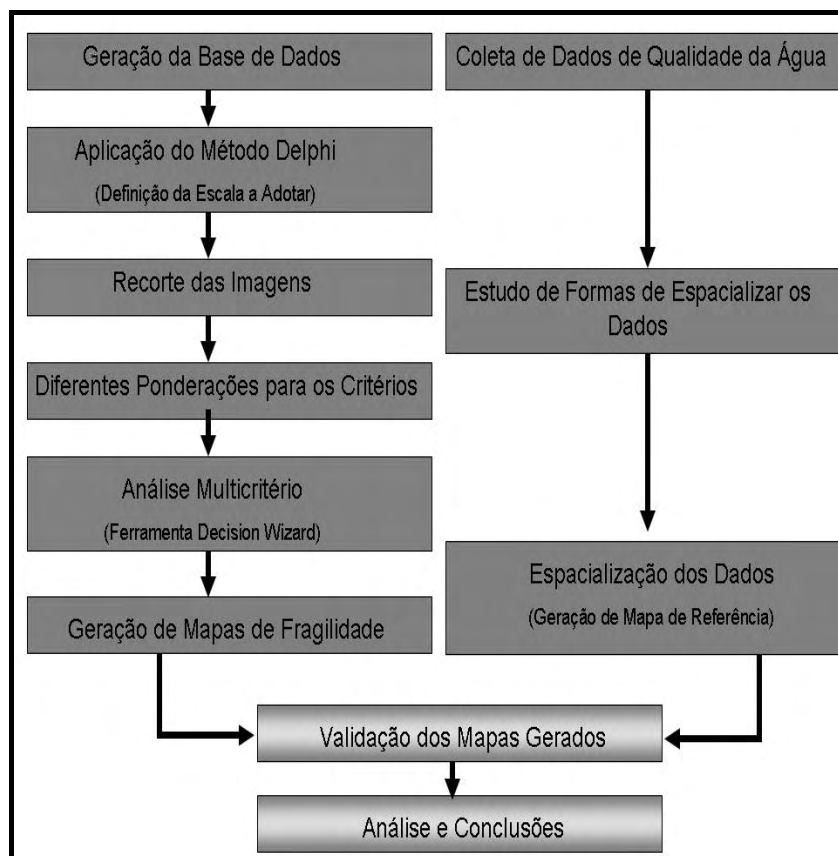 Geração da Base de Dados
Aplicação do Método Delphi
(Definição da Escala a Adotar)
Recorte das Imagens
Diferentes Ponderações para os Critérios
Análise Multicritério
(Ferramenta Decision Wizard)
Geração de Mapas de Fragilidade
Coleta de Dados de Qualidade da Água
Estudo de Formas de Espacializar os
Dados
Espacialização dos Dados
(Geração de Mapa de Referência)
Validação dos Mapas Gerados
Análise e Conclusões